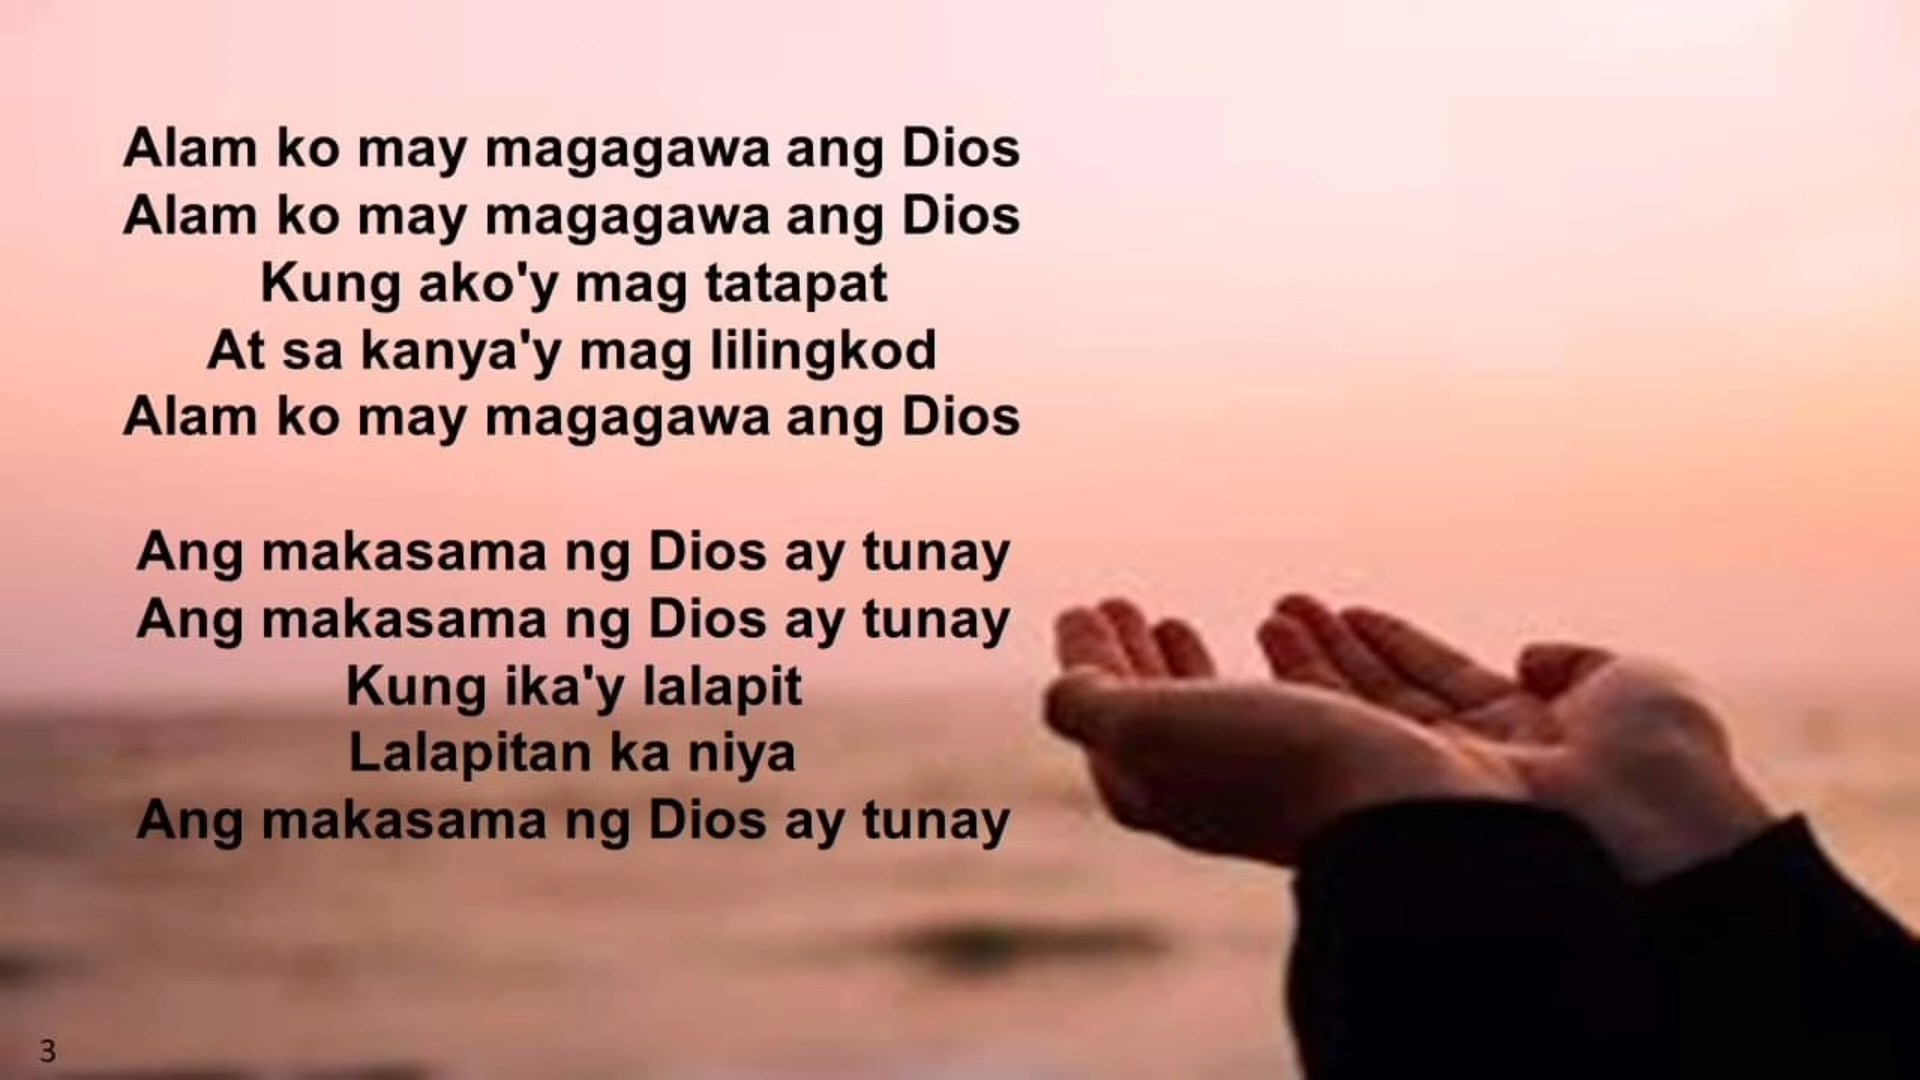 Alam ko may magagawa ang Dios
Alam ko may magagawa ang Dios
Kung ako'y mag tatapat
At sa kanya'y mag lilingkod
Alam ko may magagawa ang Dios
Ang makasama ng Dios ay tunay
Ang makasama ng Dios ay tunay
Kung ika'y lalapit
Lalapitan ka niya
Ang makasama ng Dios ay tunay
3